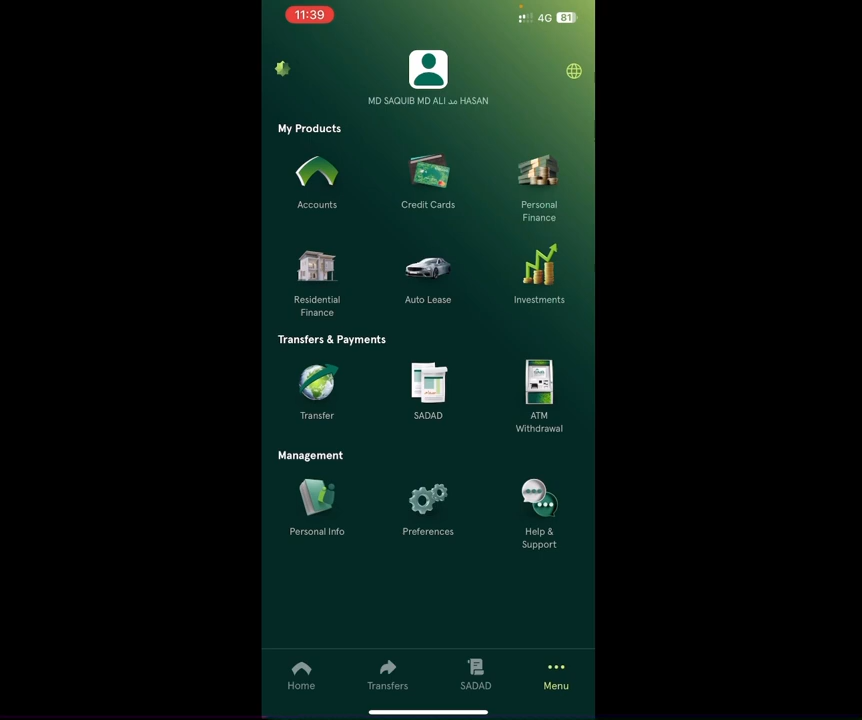 11:39
4G 81
MD SAQUIB MD ALI مد HASAN
My Products
Accounts
Credit Cards
Personal
Finance
Residential
Finance
Auto Lease
Investments
Transfers & Payments
Transfer
SADAD
ATM
Withdrawal
Management
Personal Info
Preferences
Help &
Support
Home
Transfers
SADAD
Menu